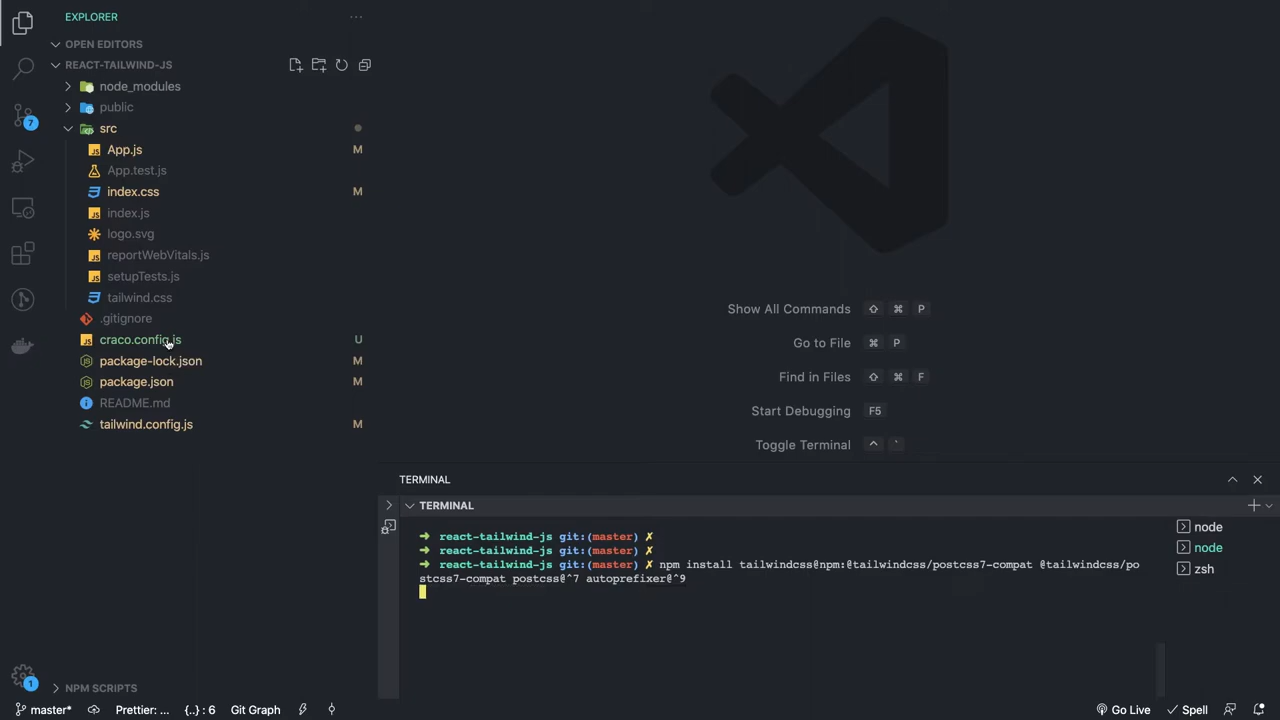 EXPLORER
OPEN EDITORS
REACT-TAILWIND-JS
node_modules
public
src
App.js M
App.test.js
index.css M
index.js
logo.svg
reportWebVitals.js
setupTests.js
tailwind.css
.gitignore
craco.config.js U
package-lock.json M
package.json M
README.md
tailwind.config.js M
NPM SCRIPTS
7
1
Show All Commands ⇧ ⌘ P
Go to File ⌘ P
Find in Files ⇧ ⌘ F
Start Debugging F5
Toggle Terminal ^ `
TERMINAL
TERMINAL
➜ react-tailwind-js git:(master) ✗
➜ react-tailwind-js git:(master) ✗
➜ react-tailwind-js git:(master) ✗ npm install tailwindcss@npm:@tailwindcss/postcss7-compat @tailwindcss/po
stcss7-compat postcss@^7 autoprefixer@^9
node
node
zsh
master* Prettier: ... {..} : 6 Git Graph Go Live Spell